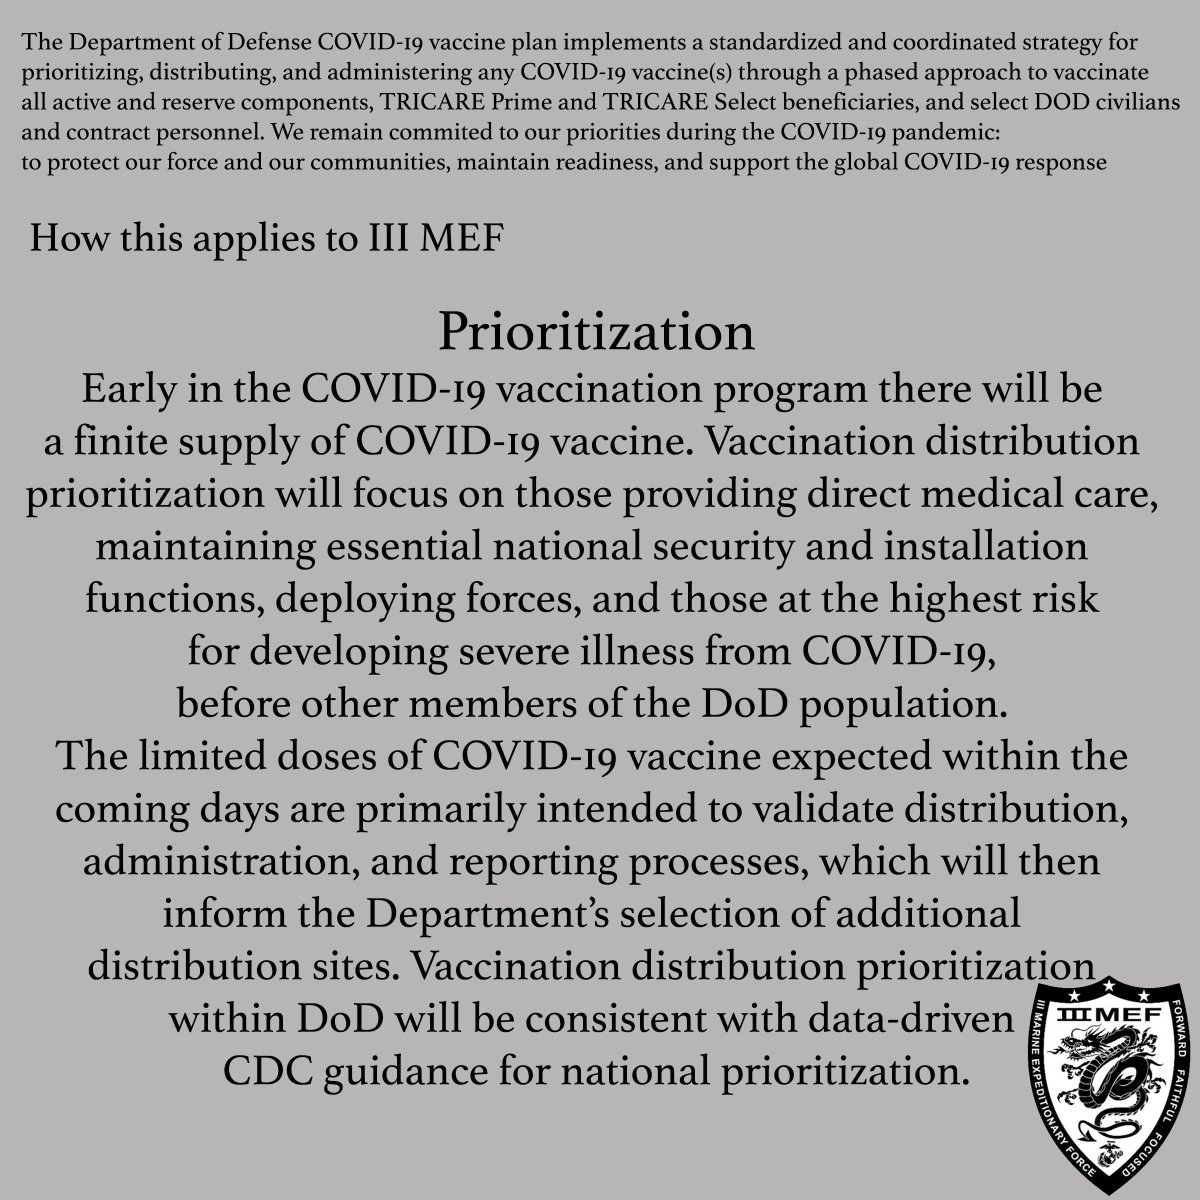 The Department of Defense COVID-19 vaccine plan implements a standardized and coordinated strategy for
prioritizing, distributing, and administering any COVID-19 vaccine(s) through a phased approach to vaccinate
all active and reserve components, TRICARE Prime and TRICARE Select beneficiaries, and select DOD civilians
and contract personnel. We remain commited to our priorities during the COVID-19 pandemic:
to protect our force and our communities, maintain readiness, and support the global COVID-19 response
How this applies to III MEF
Prioritization
Early in the COVID-19 vaccination program there will be
a finite supply of COVID-19 vaccine. Vaccination distribution
prioritization will focus on those providing direct medical care,
maintaining essential national security and installation
functions, deploying forces, and those at the highest risk
for developing severe illness from COVID-19,
before other members of the DoD population.
The limited doses of COVID-19 vaccine expected within the
coming days are primarily intended to validate distribution,
administration, and reporting processes, which will then
inform the Department’s selection of additional
distribution sites. Vaccination distribution prioritization
within DoD will be consistent with data-driven
CDC guidance for national prioritization.
III MEF
III MARINE EXPEDITIONARY FORCE
FORWARD FAITHFUL FOCUSED